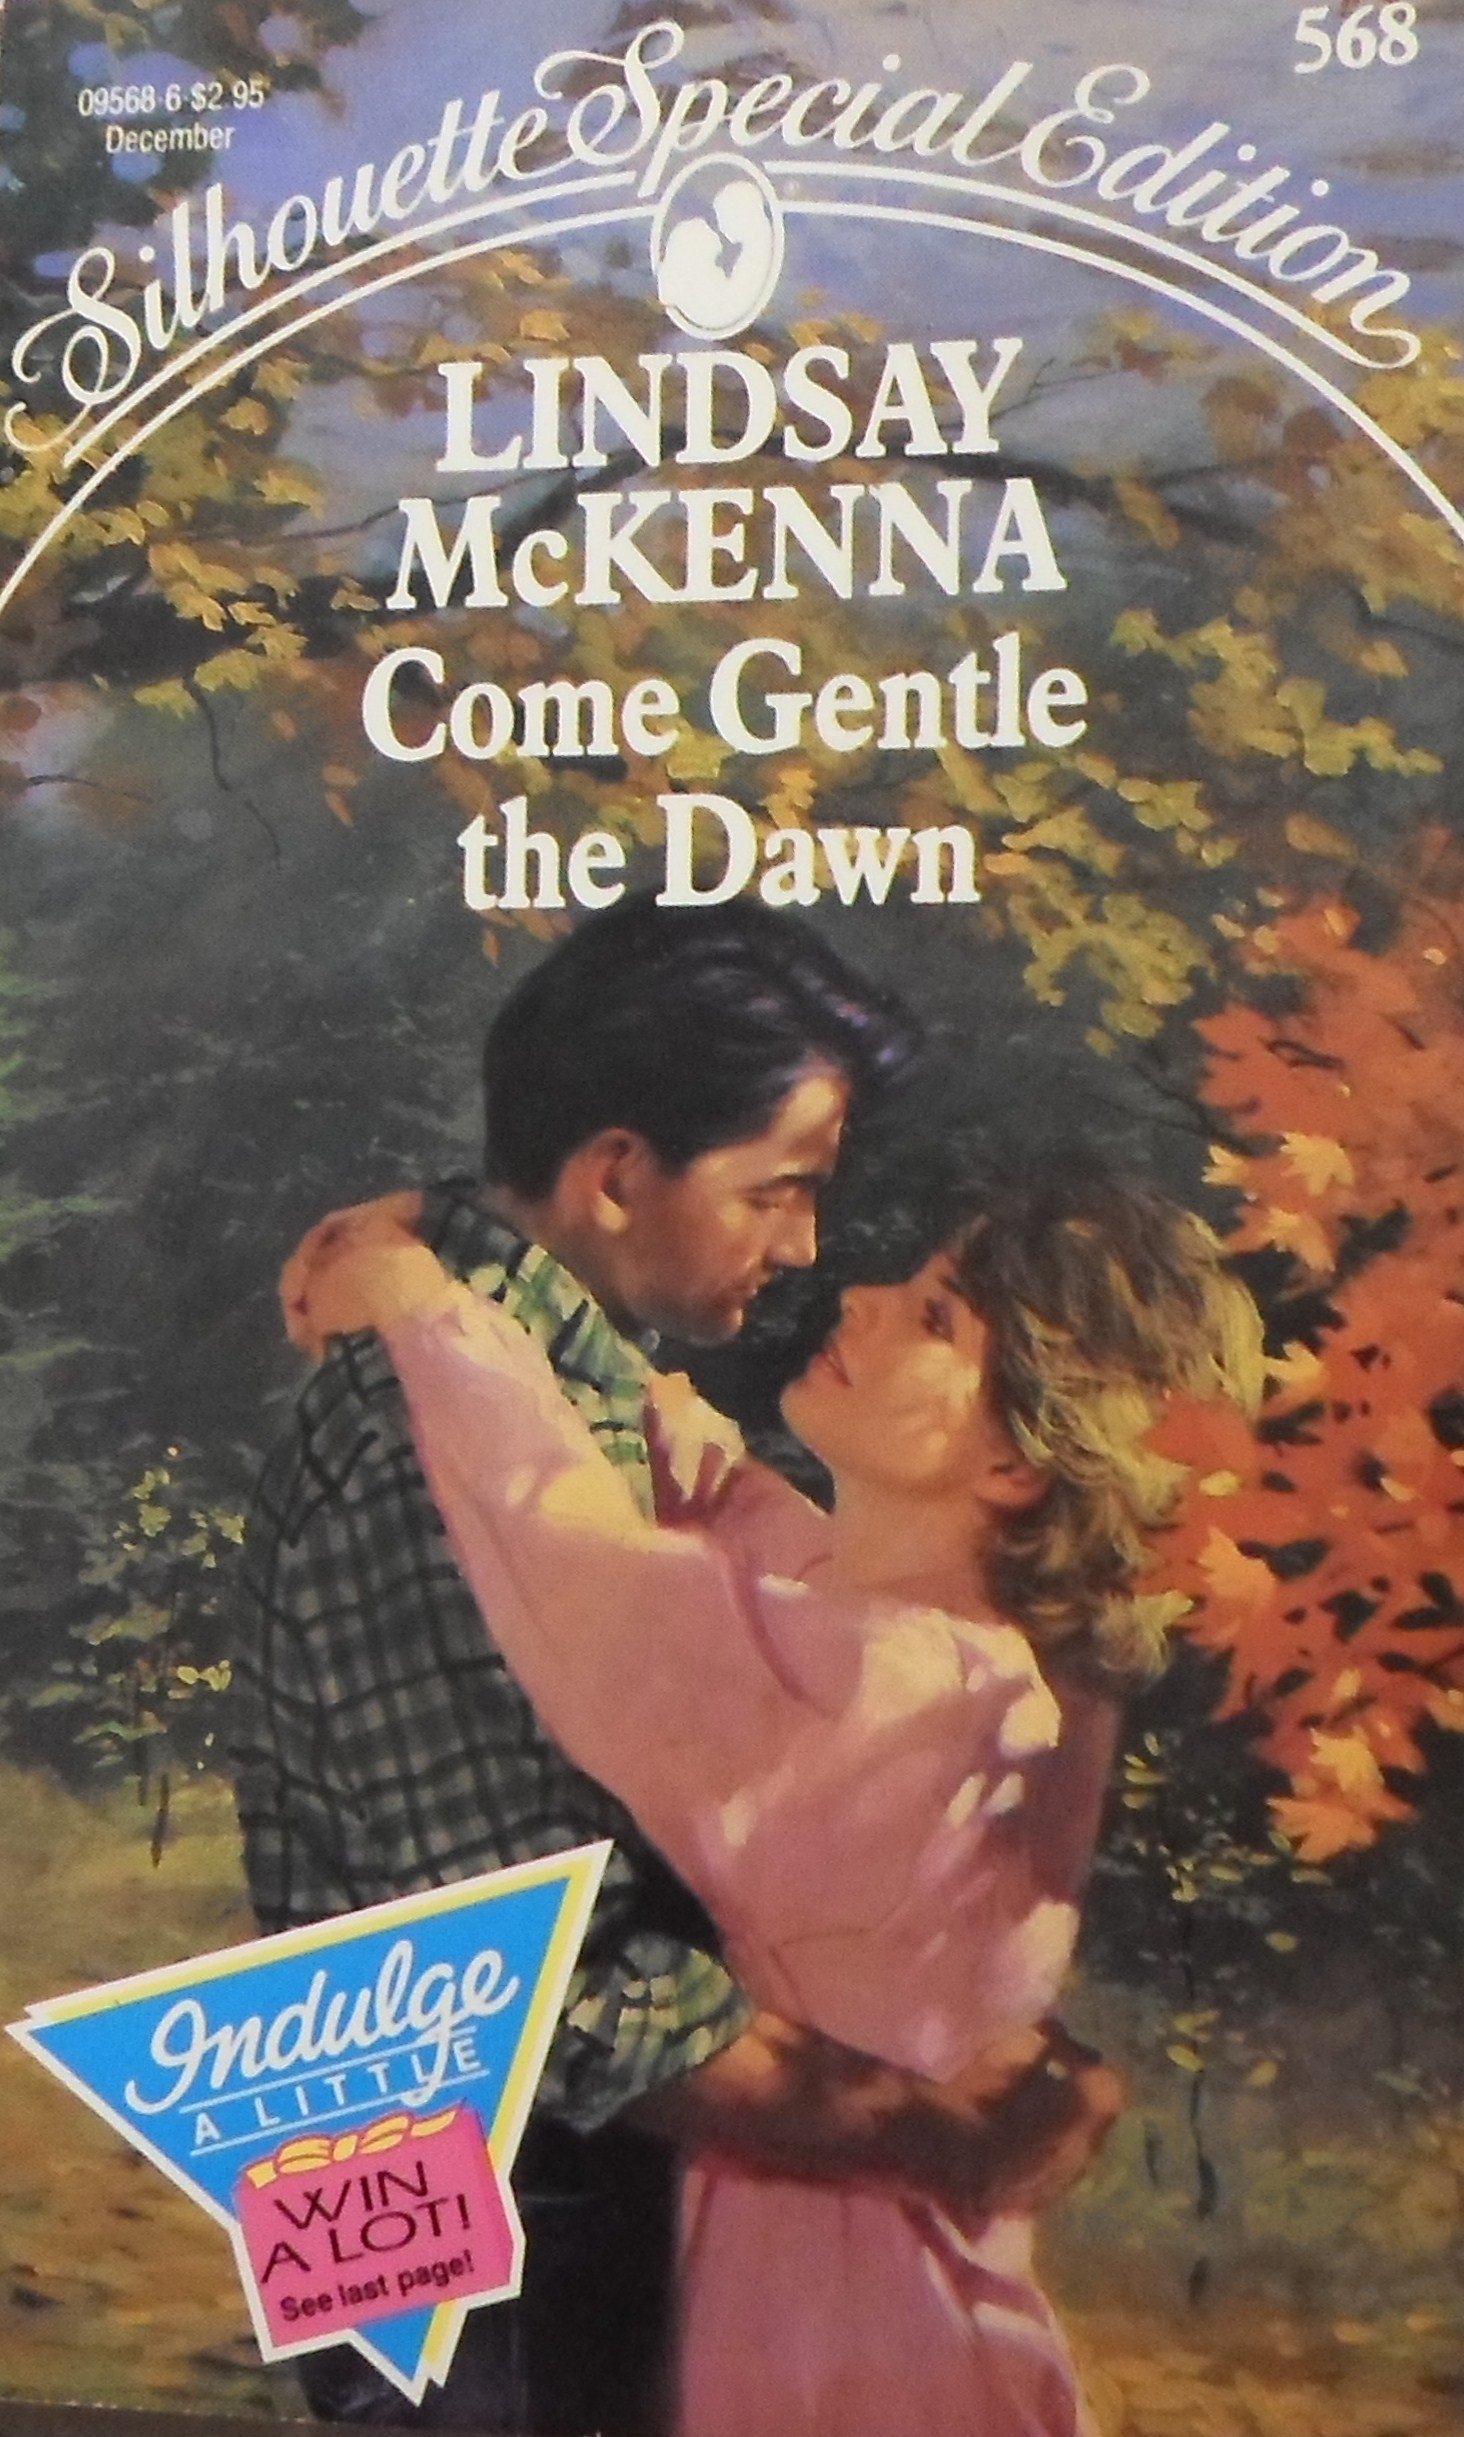 568
09568-6-$2.95
December
Silhouette Special Edition
LINDSAY
McKENNA
Come Gentle
the Dawn
Indulge
A LITTLE
WIN
A LOT!
See last page!